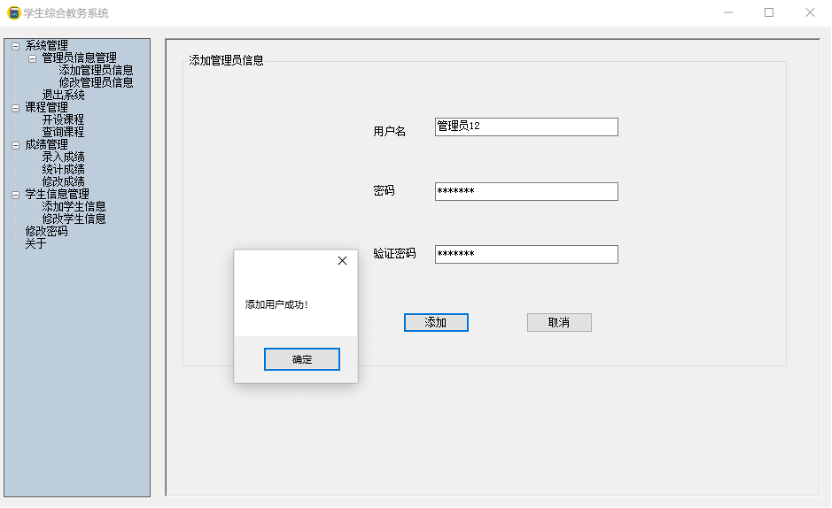 学生综合教务系统
系统管理
管理员信息管理
添加管理员信息
修改管理员信息
退出系统
课程管理
开设课程
查询课程
成绩管理
录入成绩
统计成绩
修改成绩
学生信息管理
添加学生信息
修改学生信息
修改密码
关于
添加管理员信息
用户名 管理员12
密码 *******
验证密码 *******
添加 取消
添加用户成功!
确定